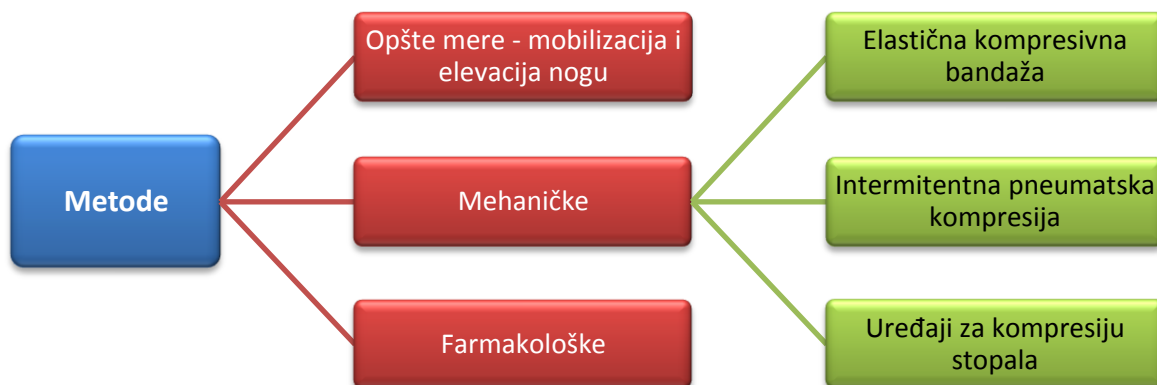 Metode
Opšte mere - mobilizacija i
elevacija nogu
Mehaničke
Farmakološke
Elastična kompresivna
bandaža
Intermitentna pneumatska
kompresija
Uređaji za kompresiju
stopala